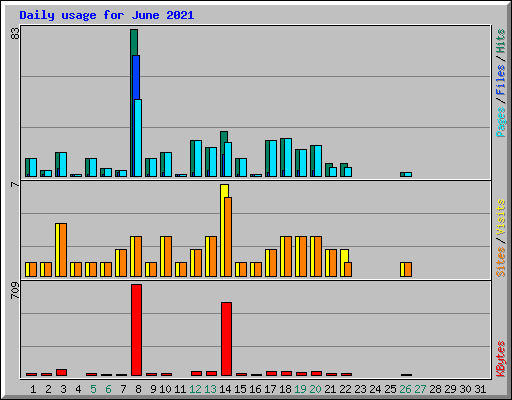 Daily usage for June 2021
83
Pages / Files / Hits
7
Sites / Visits
709
KBytes
1 2 3 4 5 6 7 8 9 10 11 12 13 14 15 16 17 18 19 20 21 22 23 24 25 26 27 28 29 30 31